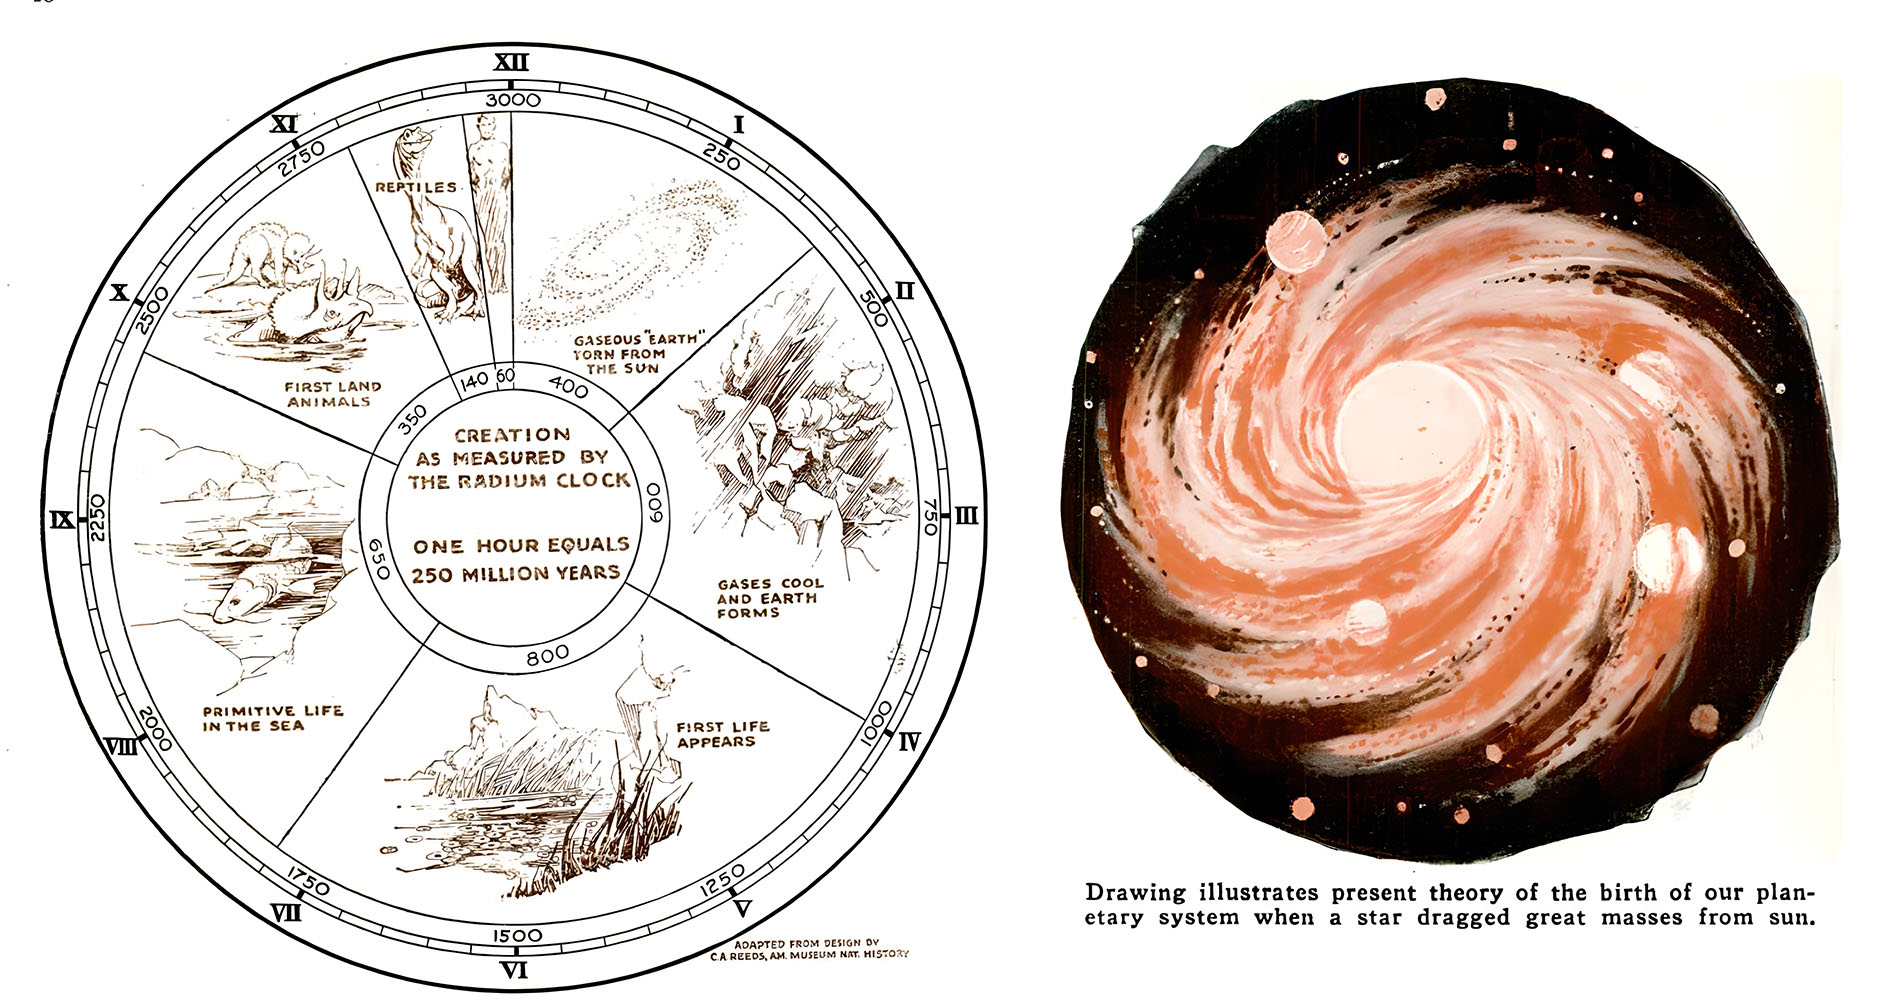 XII
3000
XI
I
2750
250
REPTILES
X
II
2500
500
GASEOUS "EARTH"
TORN FROM
THE SUN
FIRST LAND
ANIMALS
140
60
400
350
CREATION
AS MEASURED BY
THE RADIUM CLOCK
ONE HOUR EQUALS
250 MILLION YEARS
600
650
800
IX
2250
750
III
GASES COOL
AND EARTH
FORMS
PRIMITIVE LIFE
IN THE SEA
FIRST LIFE
APPEARS
VIII
2000
1000
IV
1750
VII
1250
V
1500
VI
ADAPTED FROM DESIGN BY
C.A. REEDS, AM. MUSEUM NAT. HISTORY
Drawing illustrates present theory of the birth of our plan-
etary system when a star dragged great masses from sun.